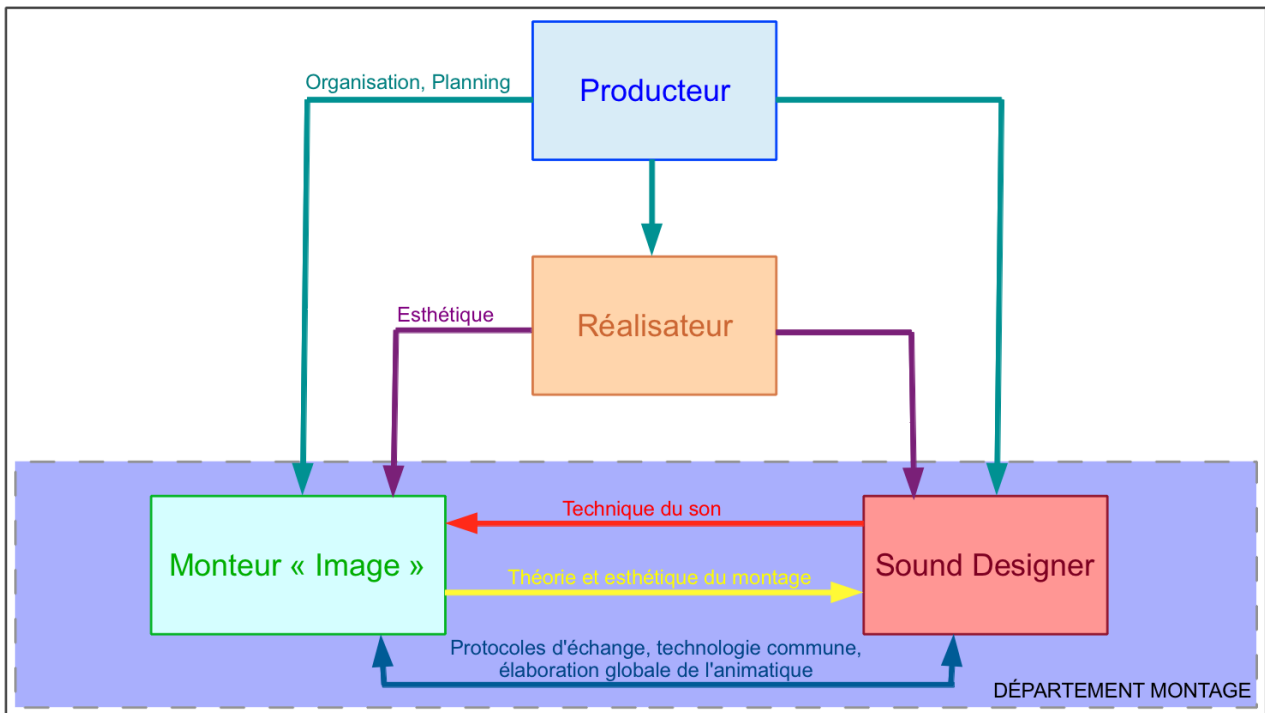 Organisation, Planning
Producteur
Esthétique
Réalisateur
Technique du son
Monteur « Image »
Sound Designer
Théorie et esthétique du montage
Protocoles d'échange, technologie commune,
élaboration globale de l'animatique
DÉPARTEMENT MONTAGE